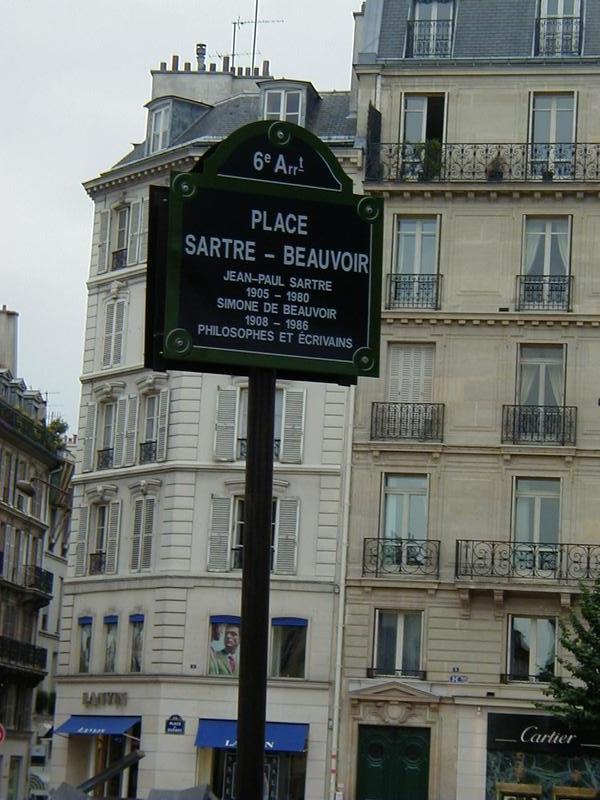 6e Arrt
PLACE
SARTRE – BEAUVOIR
JEAN–PAUL SARTRE
1905 – 1980
SIMONE DE BEAUVOIR
1908 – 1986
PHILOSOPHES ET ÉCRIVAINS
LANVIN
Cartier